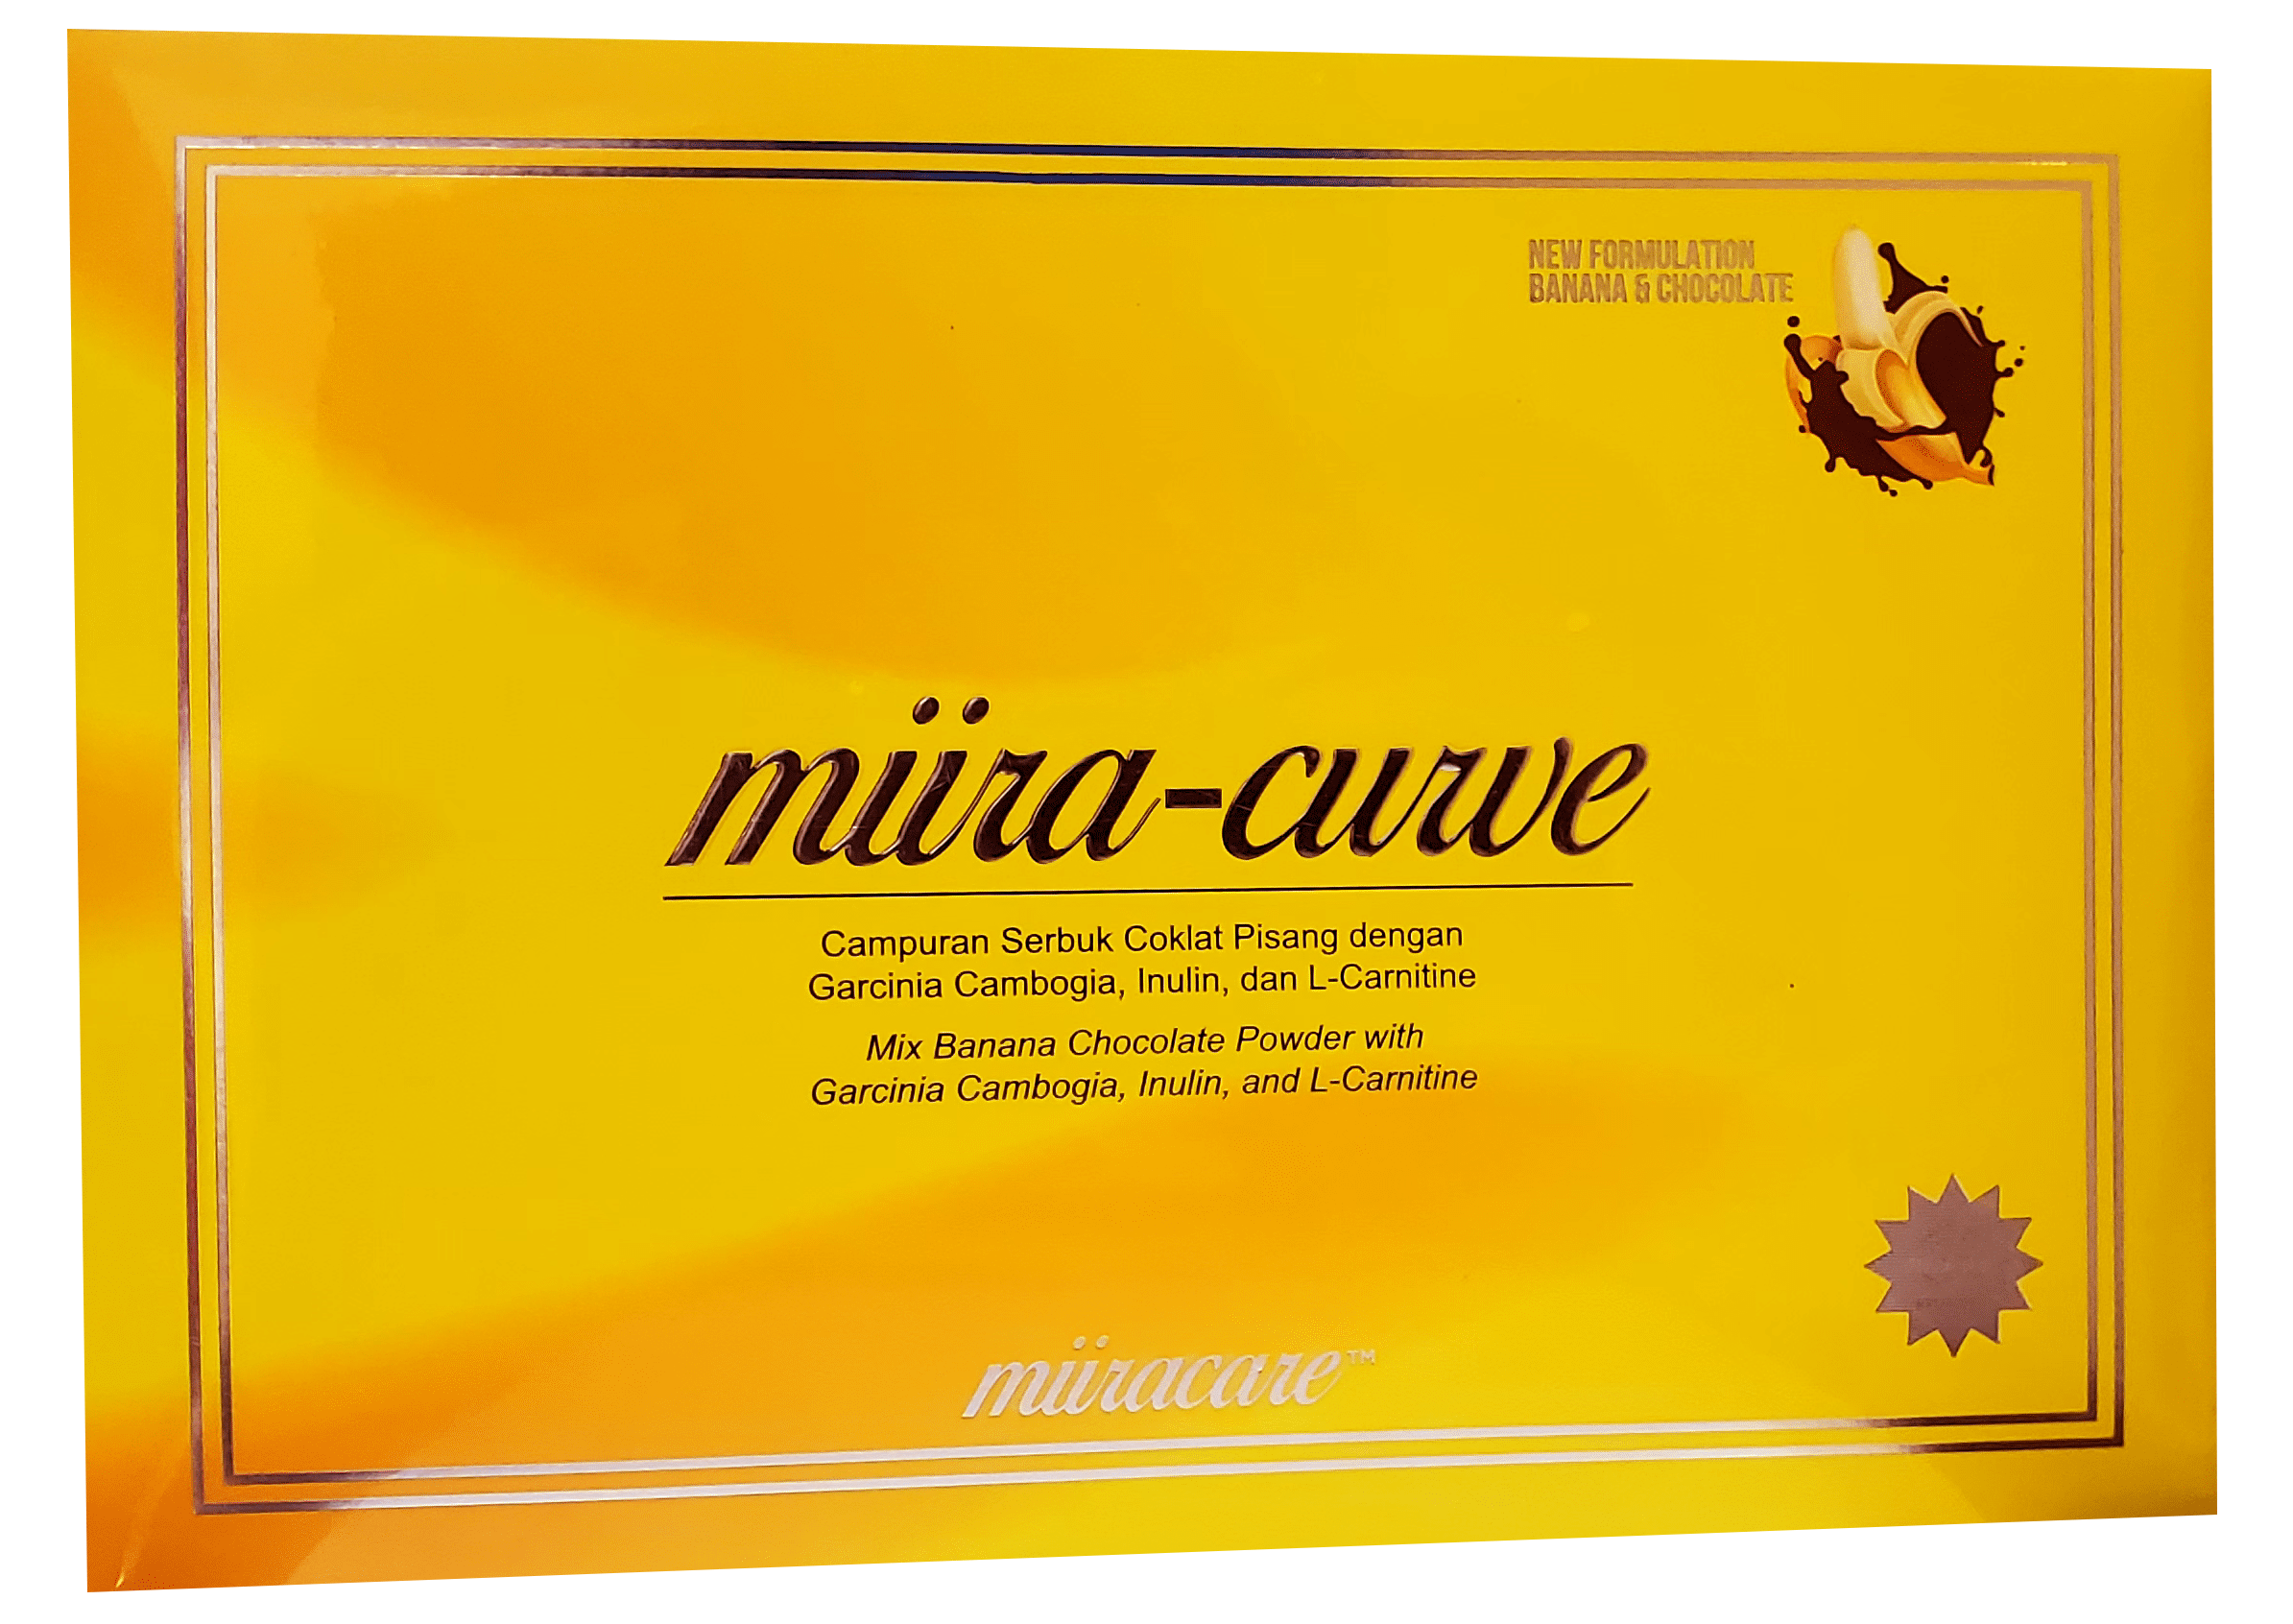 NEW FORMULATION
BANANA & CHOCOLATE
müra-curve
Campuran Serbuk Coklat Pisang dengan
Garcinia Cambogia, Inulin, dan L-Carnitine
Mix Banana Chocolate Powder with
Garcinia Cambogia, Inulin, and L-Carnitine
müracare™